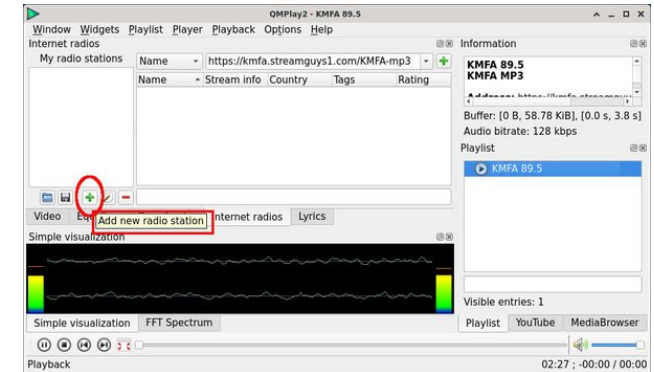 QMPlay2 - KMFA 89.5
Window Widgets Playlist Player Playback Options Help
Internet radios
My radio stations
Name
https://kmfa.streamguys1.com/KMFA-mp3
Name Stream info Country Tags Rating
Add new radio station
Video
Internet radios
Lyrics
Simple visualization
Simple visualization FFT Spectrum
Information
KMFA 89.5
KMFA MP3
Buffer: [0 B, 58.78 KiB], [0.0 s, 3.8 s]
Audio bitrate: 128 kbps
Playlist
KMFA 89.5
Visible entries: 1
Playlist YouTube MediaBrowser
Playback
02:27 ; -00:00 / 00:00